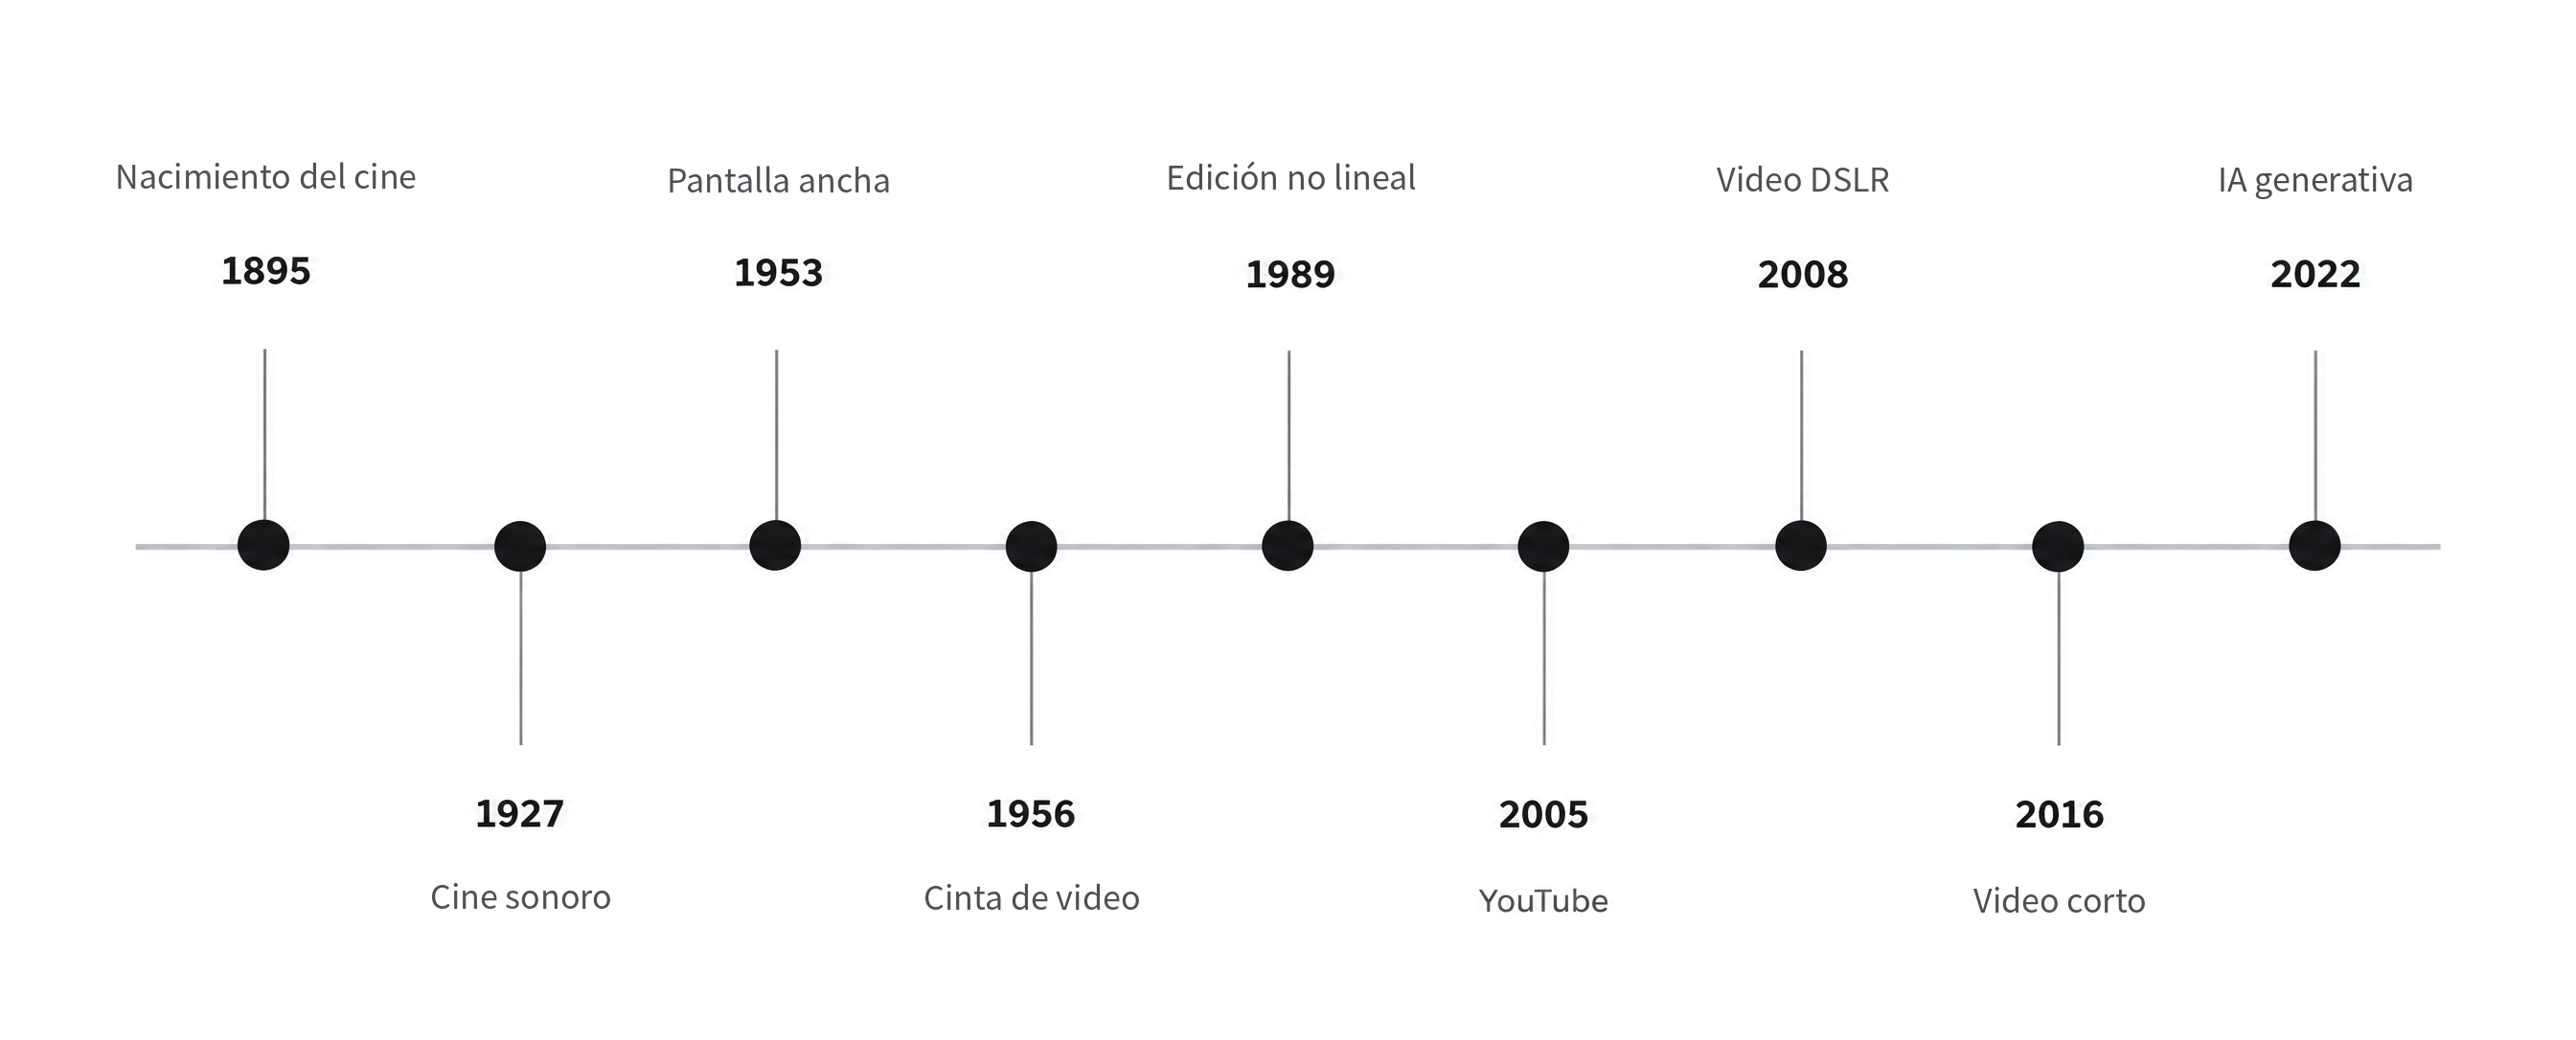 Nacimiento del cine
1895
1927
Cine sonoro
Pantalla ancha
1953
1956
Cinta de video
Edición no lineal
1989
2005
YouTube
Video DSLR
2008
2016
Video corto
IA generativa
2022